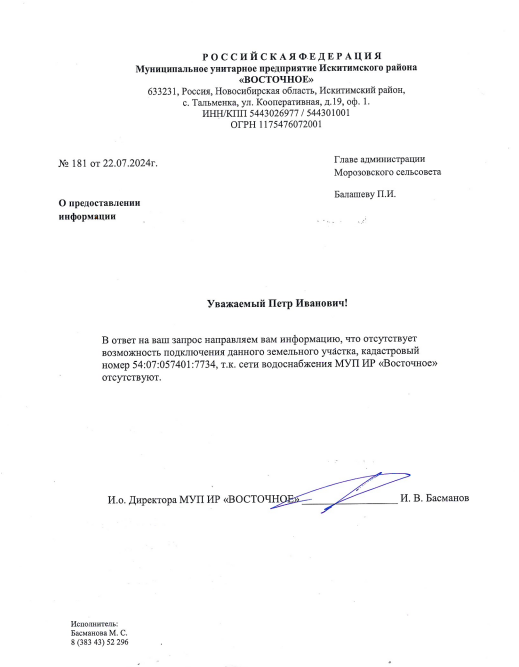 Р О С С И Й С К А Я Ф Е Д Е Р А Ц И Я
Муниципальное унитарное предприятие Искитимского района
«ВОСТОЧНОЕ»
633231, Россия, Новосибирская область, Искитимский район,
с. Тальменка, ул. Кооперативная, д.19, оф. 1.
ИНН/КПП 5443026977 / 544301001
ОГРН 1175476072001
№ 181 от 22.07.2024г.
Главе администрации
Морозовского сельсовета
Балашеву П.И.
О предоставлении
информации
Уважаемый Петр Иванович!
В ответ на ваш запрос направляем вам информацию, что отсутствует
возможность подключения данного земельного участка, кадастровый
номер 54:07:057401:7734, т.к. сети водоснабжения МУП ИР «Восточное»
отсутствуют.
И.о. Директора МУП ИР «ВОСТОЧНОЕ» ___________________ И. В. Басманов
Исполнитель:
Басманова М. С.
8 (383 43) 52 296